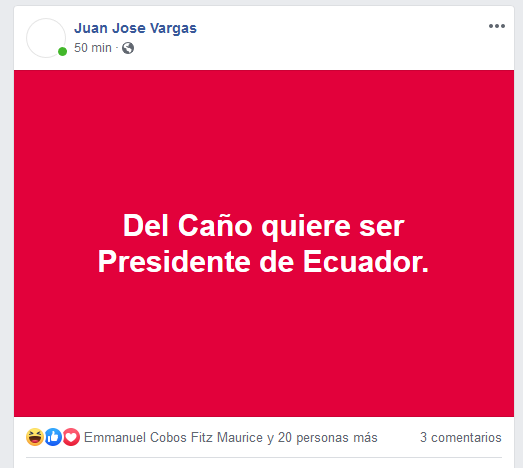 Juan Jose Vargas
50 min ·
Del Caño quiere ser
Presidente de Ecuador.
Emmanuel Cobos Fitz Maurice y 20 personas más 3 comentarios